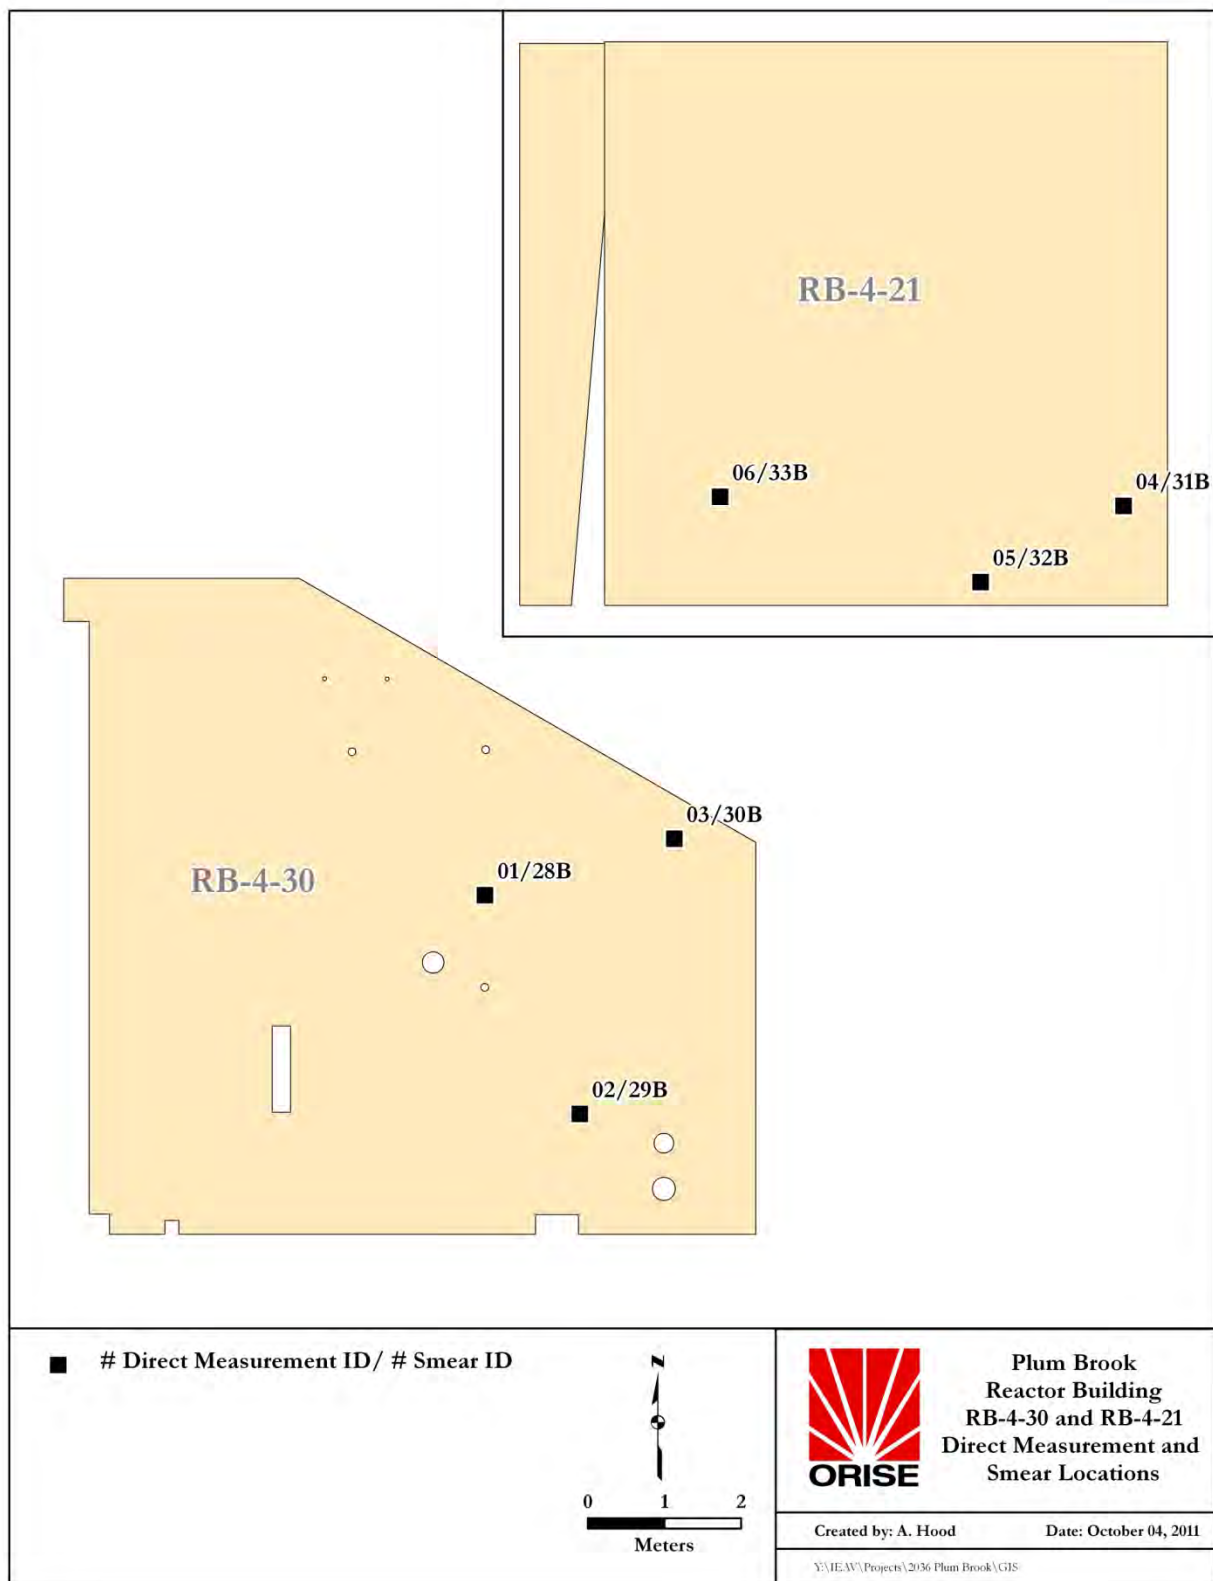 RB-4-21
06/33B
04/31B
05/32B
03/30B
RB-4-30
01/28B
02/29B
# Direct Measurement ID/ # Smear ID
N
0 1 2
Meters
ORISE
Plum Brook
Reactor Building
RB-4-30 and RB-4-21
Direct Measurement and
Smear Locations
Created by: A. Hood Date: October 04, 2011
Y:\IEAV\Projects\2036 Plum Brook\GIS